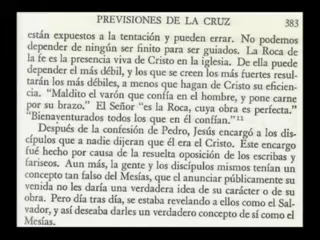 PREVISIONES DE LA CRUZ 383
están expuestos a la tentación y pueden errar. No podemos
depender de ningún ser finito para ser guiados. La Roca de
la fe es la presencia viva de Cristo en la iglesia. De ella puede
depender el más débil, y los que se creen los más fuertes resul-
tarán los más débiles, a menos que hagan de Cristo su eficien-
cia. "Maldito el varón que confía en el hombre, y pone carne
por su brazo." El Señor "es la Roca, cuya obra es perfecta."
"Bienaventurados todos los que en él confían."¹¹
Después de la confesión de Pedro, Jesús encargó a los dis-
cípulos que a nadie dijeran que él era el Cristo. Este encargo
fué hecho por causa de la resuelta oposición de los escribas y
fariseos. Aun más, la gente y los discípulos mismos tenían un
concepto tan falso del Mesías, que el anunciar públicamente su
venida no les daría una verdadera idea de su carácter o de su
obra. Pero día tras día, se estaba revelando a ellos como el Sal-
vador, y así deseaba darles un verdadero concepto de sí como el
Mesías.